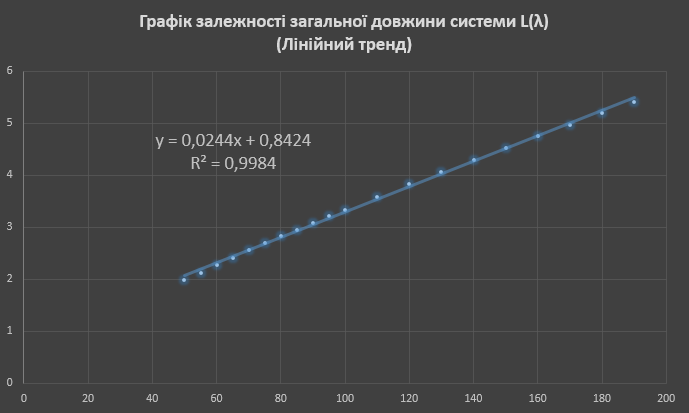 Графік залежності загальної довжини системи L(λ)
(Лінійний тренд)
6
5
4
3
2
1
0
y = 0,0244x + 0,8424
R² = 0,9984
0 20 40 60 80 100 120 140 160 180 200